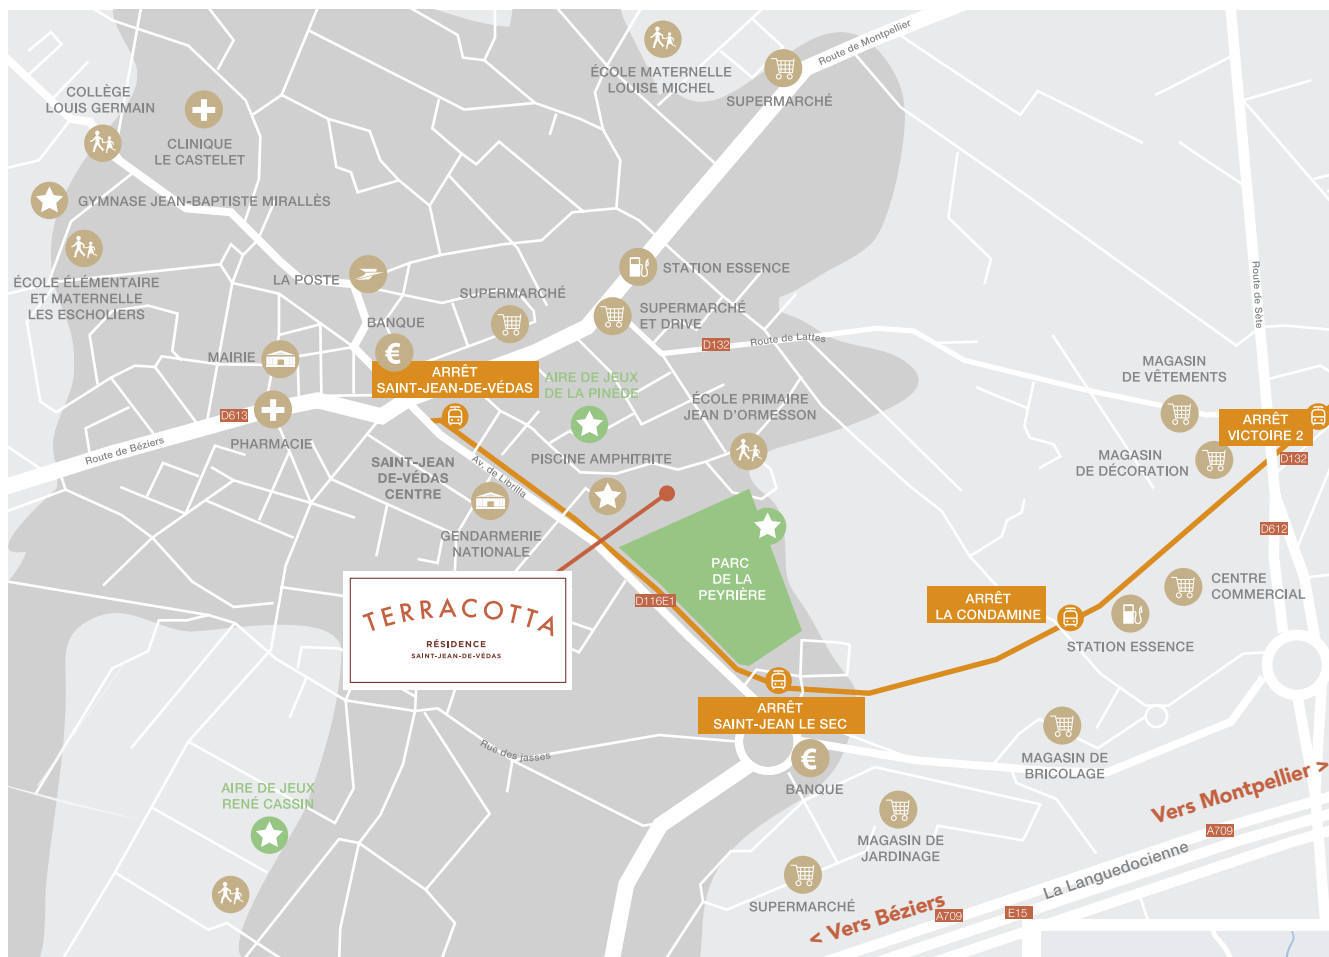 Route de Montpellier
ÉCOLE MATERNELLE
LOUISE MICHEL
SUPERMARCHÉ
COLLÈGE
LOUIS GERMAIN
CLINIQUE
LE CASTELET
GYMNASE JEAN-BAPTISTE MIRALLÈS
ÉCOLE ÉLÉMENTAIRE
ET MATERNELLE
LES ESCHOLIERS
LA POSTE
STATION ESSENCE
SUPERMARCHÉ
SUPERMARCHÉ
ET DRIVE
Route de Sète
BANQUE
€
MAIRIE
D132
Route de Lattes
ARRÊT
SAINT-JEAN-DE-VÉDAS
AIRE DE JEUX
DE LA PINÈDE
MAGASIN
DE VÊTEMENTS
ÉCOLE PRIMAIRE
JEAN D'ORMESSON
D613
Route de Béziers
PHARMACIE
ARRÊT
VICTOIRE 2
D132
SAINT-JEAN
DE-VÉDAS
CENTRE
Av. de Librilla
PISCINE AMPHITRITE
MAGASIN
DE DÉCORATION
GENDARMERIE
NATIONALE
D612
PARC
DE LA
PEYRIÈRE
D116E1
TERRACOTTA
RÉSIDENCE
SAINT-JEAN-DE-VÉDAS
ARRÊT
LA CONDAMINE
CENTRE
COMMERCIAL
STATION ESSENCE
ARRÊT
SAINT-JEAN LE SEC
Rue des jasses
€
BANQUE
MAGASIN DE
BRICOLAGE
AIRE DE JEUX
RENÉ CASSIN
Vers Montpellier >
A709
MAGASIN DE
JARDINAGE
La Languedocienne
SUPERMARCHÉ
< Vers Béziers
A709
E15